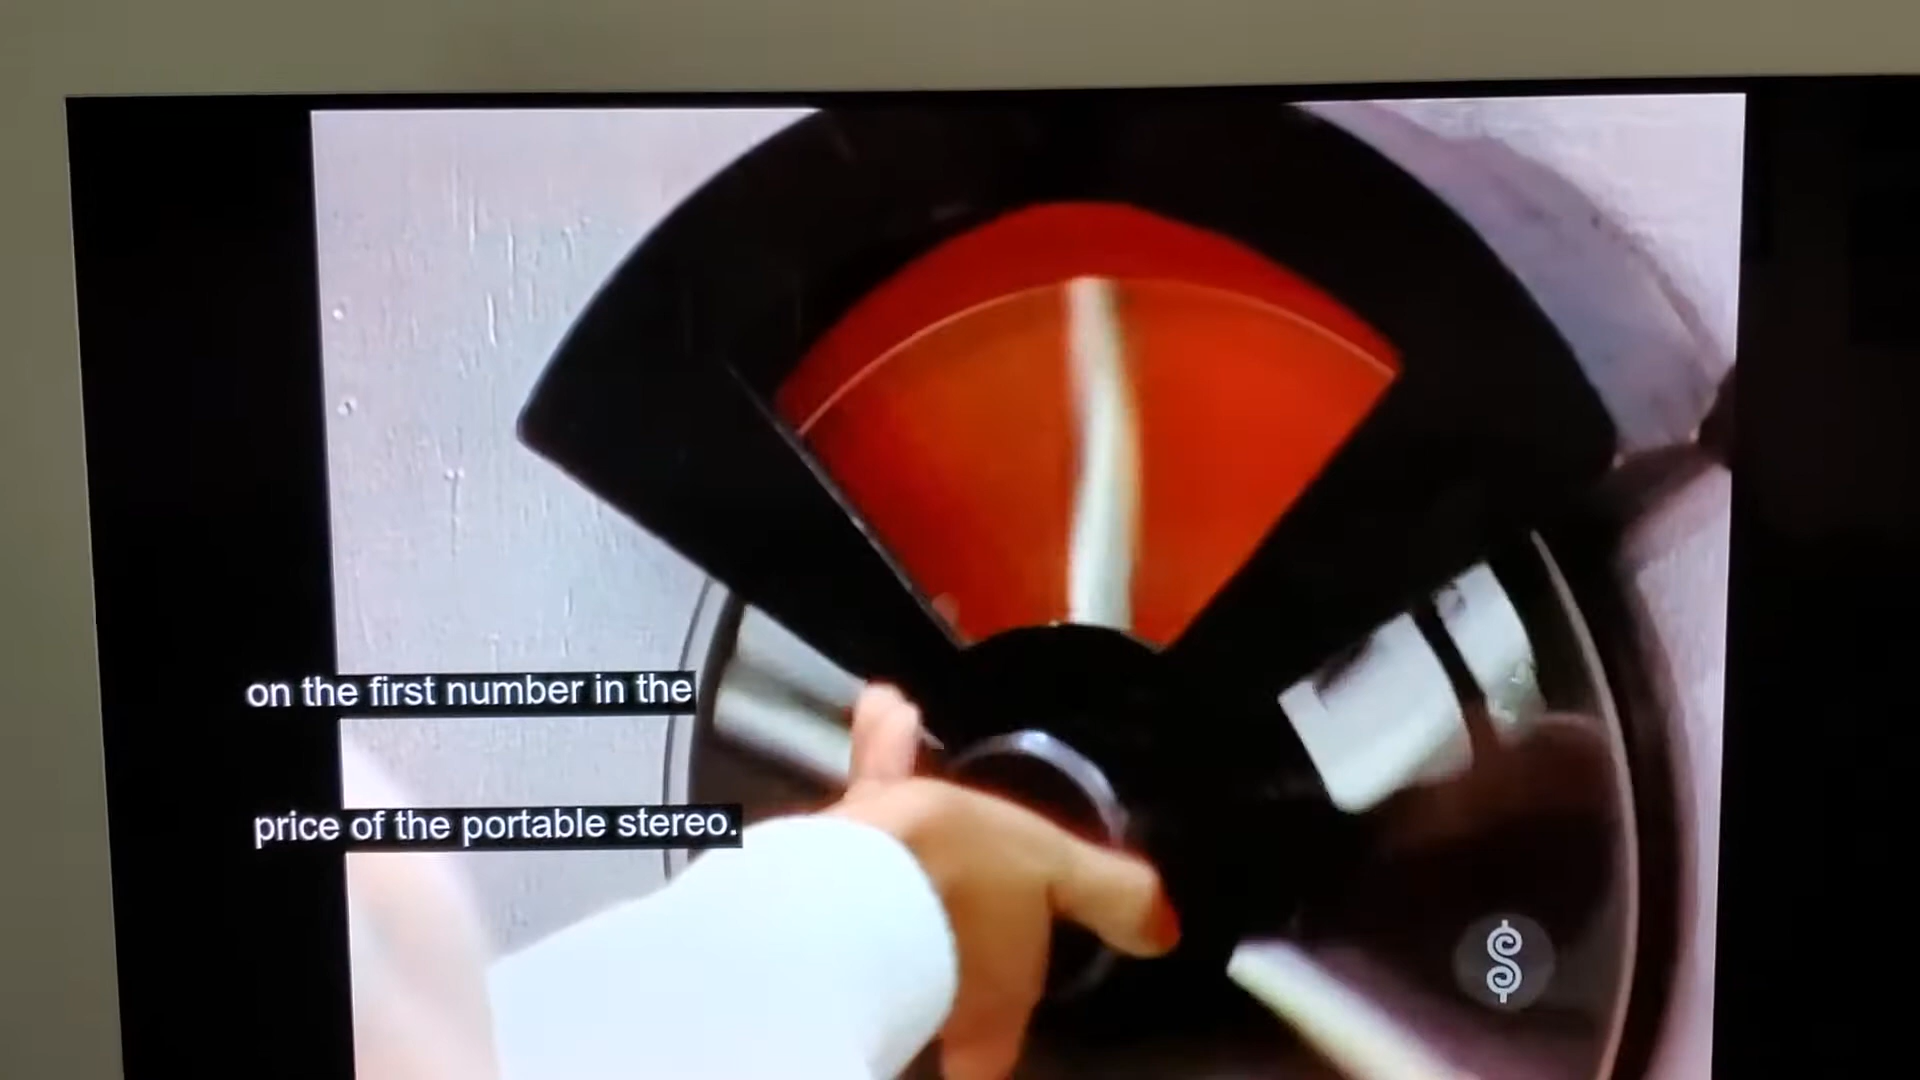 on the first number in the
price of the portable stereo.